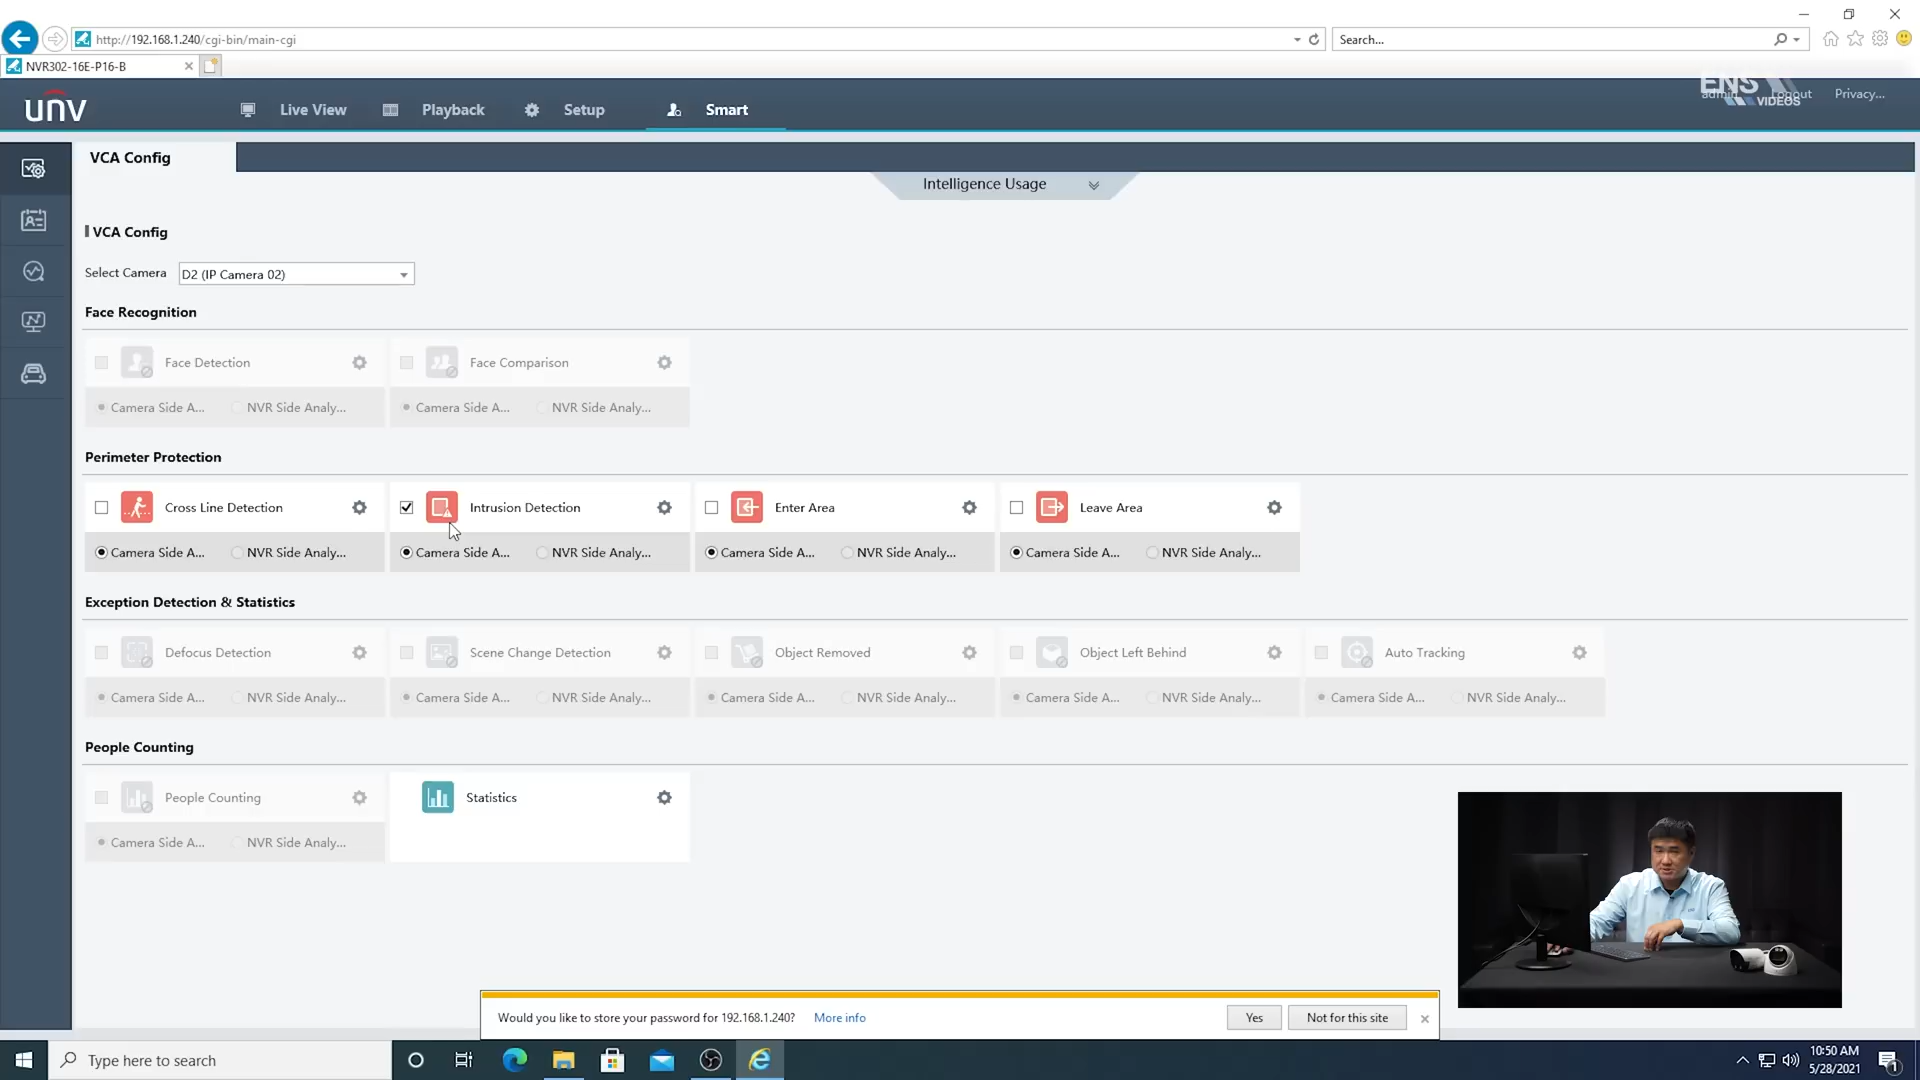 http://192.168.1.240/cgi-bin/main-cgi
Search...
NVR302-16E-P16-B
unv
Live View
Playback
Setup
Smart
ENS
VIDEOS
admin
Logout
Privacy...
VCA Config
Intelligence Usage
VCA Config
Select Camera
D2 (IP Camera 02)
Face Recognition
Face Detection
Face Comparison
Camera Side A... NVR Side Analy...
Camera Side A... NVR Side Analy...
Perimeter Protection
Cross Line Detection
Intrusion Detection
Enter Area
Leave Area
Camera Side A... NVR Side Analy...
Camera Side A... NVR Side Analy...
Camera Side A... NVR Side Analy...
Camera Side A... NVR Side Analy...
Exception Detection & Statistics
Defocus Detection
Scene Change Detection
Object Removed
Object Left Behind
Auto Tracking
Camera Side A... NVR Side Analy...
Camera Side A... NVR Side Analy...
Camera Side A... NVR Side Analy...
Camera Side A... NVR Side Analy...
Camera Side A... NVR Side Analy...
People Counting
People Counting
Statistics
Camera Side A... NVR Side Analy...
Would you like to store your password for 192.168.1.240? More info
Yes
Not for this site
Type here to search
10:50 AM
5/28/2021
1